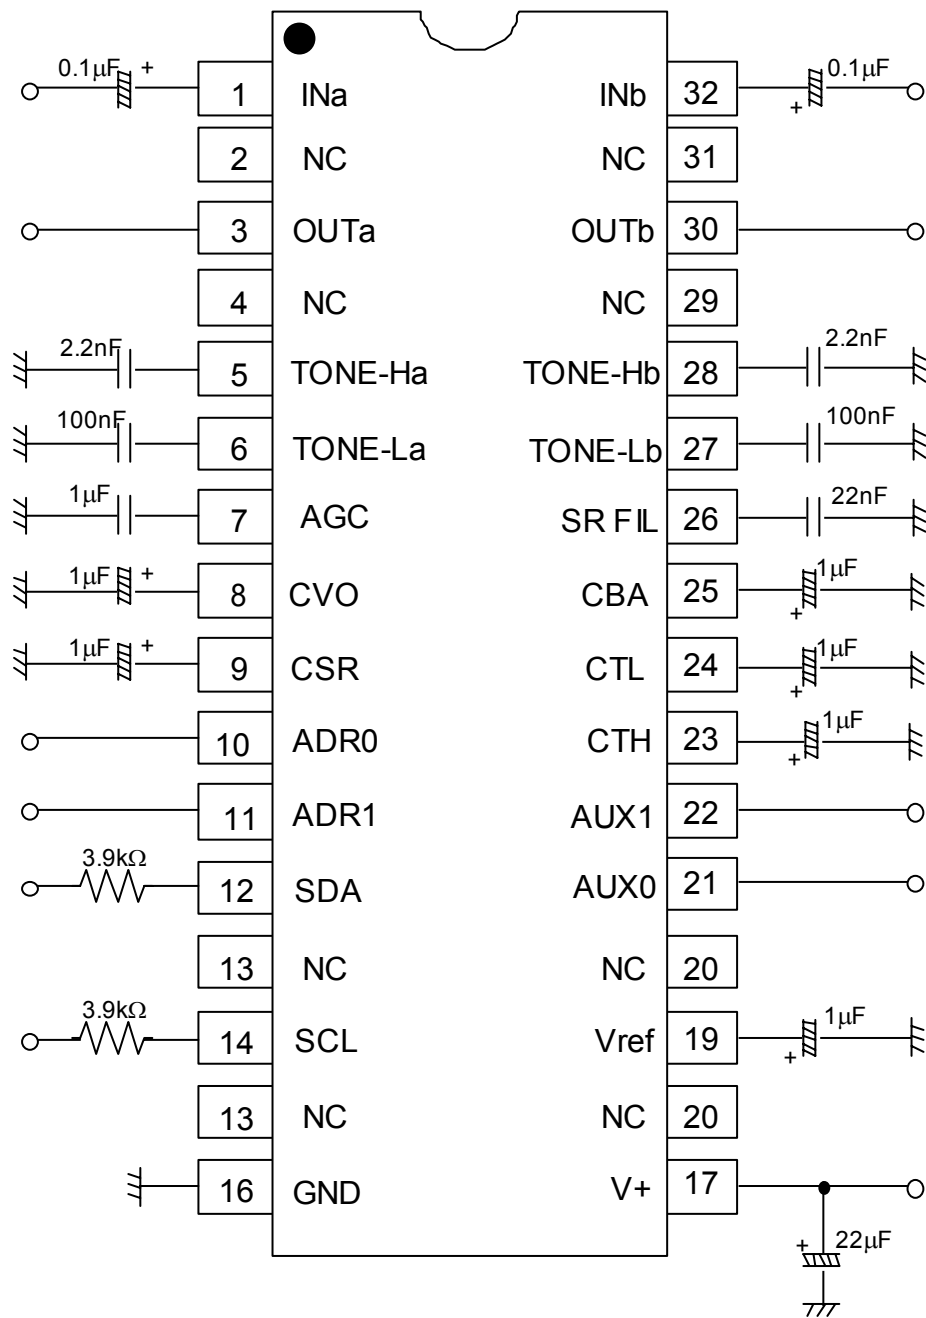 0.1µF + 1 INa INb 32 + 0.1µF
2 NC NC 31
3 OUTa OUTb 30
4 NC NC 29
2.2nF 5 TONE-Ha TONE-Hb 28 2.2nF
100nF 6 TONE-La TONE-Lb 27 100nF
1µF 7 AGC SR FIL 26 22nF
1µF + 8 CVO CBA 25 + 1µF
1µF + 9 CSR CTL 24 + 1µF
10 ADR0 CTH 23 + 1µF
11 ADR1 AUX1 22
3.9kΩ 12 SDA AUX0 21
13 NC NC 20
3.9kΩ 14 SCL Vref 19 + 1µF
13 NC NC 20
16 GND V+ 17
+ 22µF